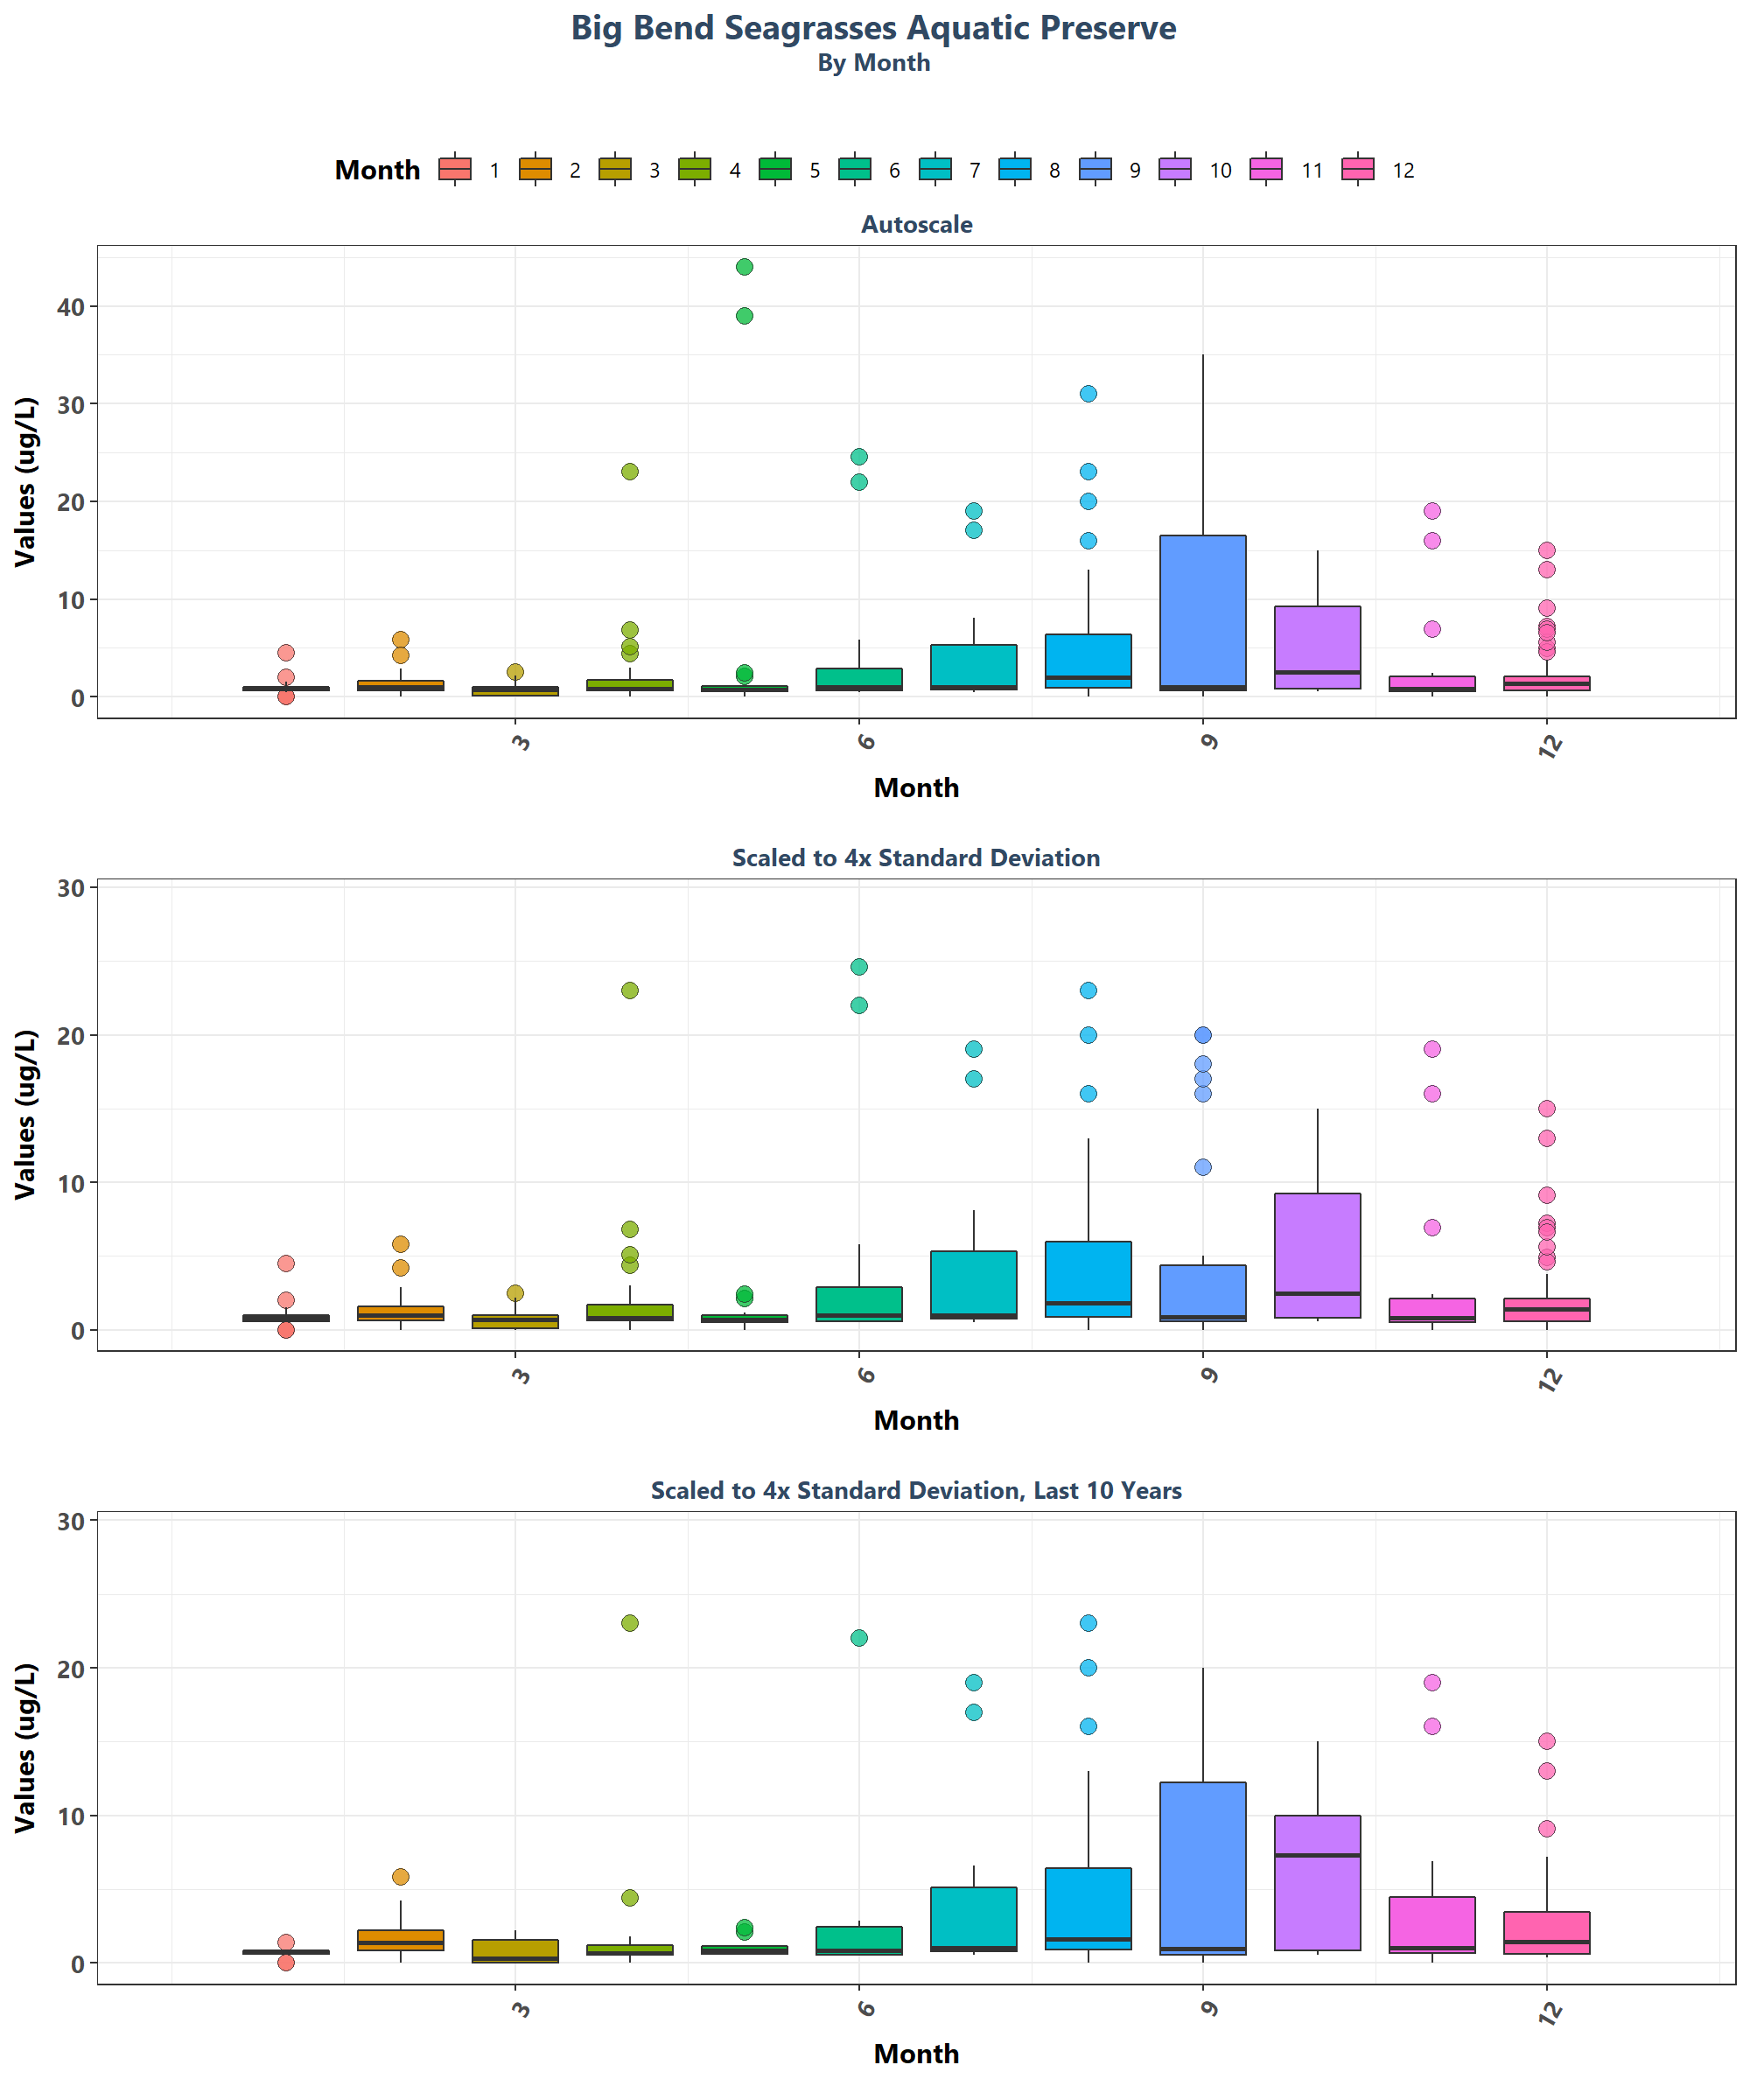 Big Bend Seagrasses Aquatic Preserve
By Month
Month 1 2 3 4 5 6 7 8 9 10 11 12
Autoscale
Values (ug/L)
40
30
20
10
0
3 6 9 12
Month
Scaled to 4x Standard Deviation
Values (ug/L)
30
20
10
0
3 6 9 12
Month
Scaled to 4x Standard Deviation, Last 10 Years
Values (ug/L)
30
20
10
0
3 6 9 12
Month